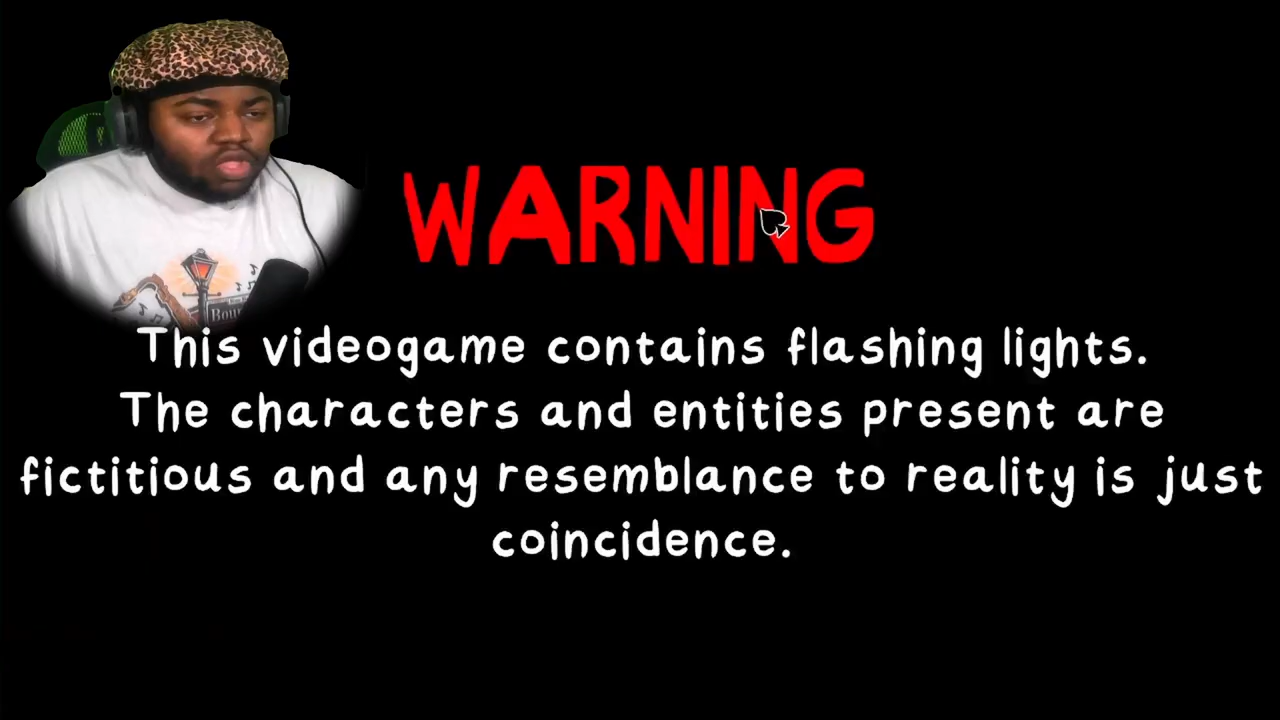 WARNING
This videogame contains flashing lights.
The characters and entities present are
fictitious and any resemblance to reality is just
coincidence.